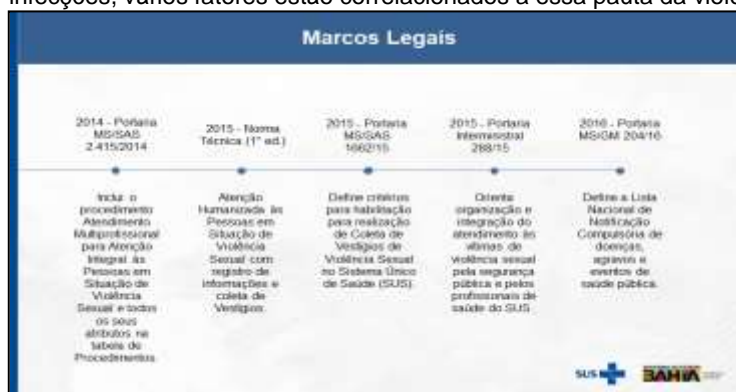 infecções, vários fatores estão correlacionados a essa pauta da
Marcos Legais
2014 - Portaria
MS/SAS
2.415/2014
Inclui o
procedimento
Atendimento
Multiprofissional
para Atenção
Integral às
Pessoas em
Situação de
Violência
Sexual e todos
os seus
atributos na
tabela de
Procedimentos.
2015 - Norma
Técnica (1ª ed.)
Atenção
Humanizada às
Pessoas em
Situação de
Violência
Sexual com
registro de
informações e
coleta de
Vestígios.
2015 - Portaria
MS/SAS
1662/15
Define critérios
para habilitação
para realização
de Coleta de
Vestígios de
Violência Sexual
no Sistema Único
de Saúde (SUS).
2015 - Portaria
Interministrial
288/15
Orienta
organização e
integração do
atendimento às
vítimas de
violência sexual
pela segurança
pública e pelos
profissionais de
saúde do SUS
2016 - Portaria
MS/GM 204/16
Define a Lista
Nacional de
Notificação
Compulsória de
doenças,
agravos e
eventos de
saúde pública.
SUS
BAHIA